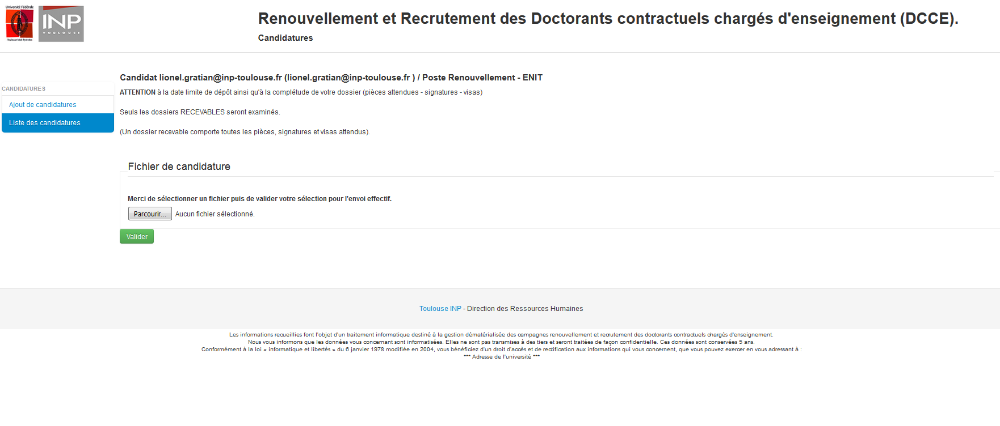 Université Fédérale
INP
TOULOUSE
Toulouse Midi-Pyrénées
Renouvellement et Recrutement des Doctorants contractuels chargés d'enseignement (DCCE).
Candidatures
Candidat lionel.gratian@inp-toulouse.fr (lionel.gratian@inp-toulouse.fr ) / Poste Renouvellement - ENIT
ATTENTION à la date limite de dépôt ainsi qu'à la complétude de votre dossier (pièces attendues - signatures - visas)
CANDIDATURES
Ajout de candidatures
Liste des candidatures
Seuls les dossiers RECEVABLES seront examinés.
(Un dossier recevable comporte toutes les pièces, signatures et visas attendus).
Fichier de candidature
Merci de sélectionner un fichier puis de valider votre sélection pour l'envoi effectif.
Parcourir... Aucun fichier sélectionné.
Valider
Toulouse INP - Direction des Ressources Humaines
Les informations recueillies font l'objet d'un traitement informatique destiné à la gestion dématérialisée des campagnes renouvellement et recrutement des doctorants contractuels chargés d'enseignement.
Nous vous informons que les données vous concernant sont informatisées. Elles ne sont pas transmises à des tiers et seront traitées de façon confidentielle. Ces données sont conservées 5 ans.
Conformément à la loi « informatique et libertés » du 6 janvier 1978 modifiée en 2004, vous bénéficiez d'un droit d'accès et de rectification aux informations qui vous concernent, que vous pouvez exercer en vous adressant à :
*** Adresse de l'université ***